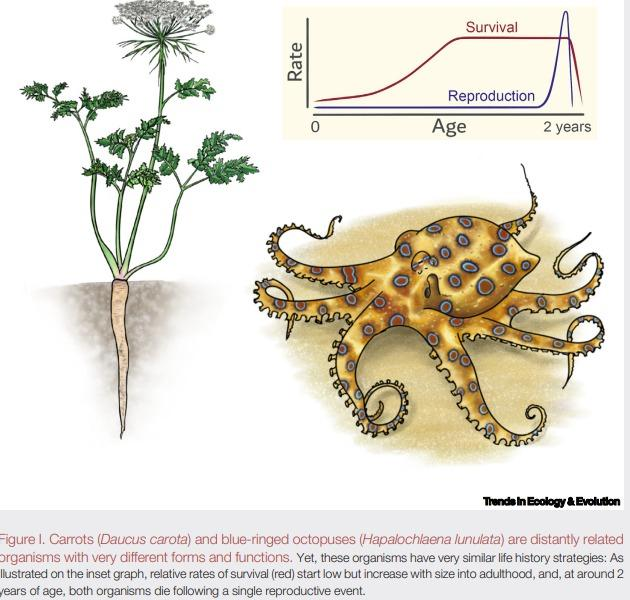 Survival
Rate
Reproduction
0 Age 2 years
Trends in Ecology & Evolution
Figure I. Carrots (Daucus carota) and blue-ringed octopuses (Hapalochlaena lunulata) are distantly related
organisms with very different forms and functions. Yet, these organisms have very similar life history strategies: As
illustrated on the inset graph, relative rates of survival (red) start low but increase with size into adulthood, and, at around 2
years of age, both organisms die following a single reproductive event.